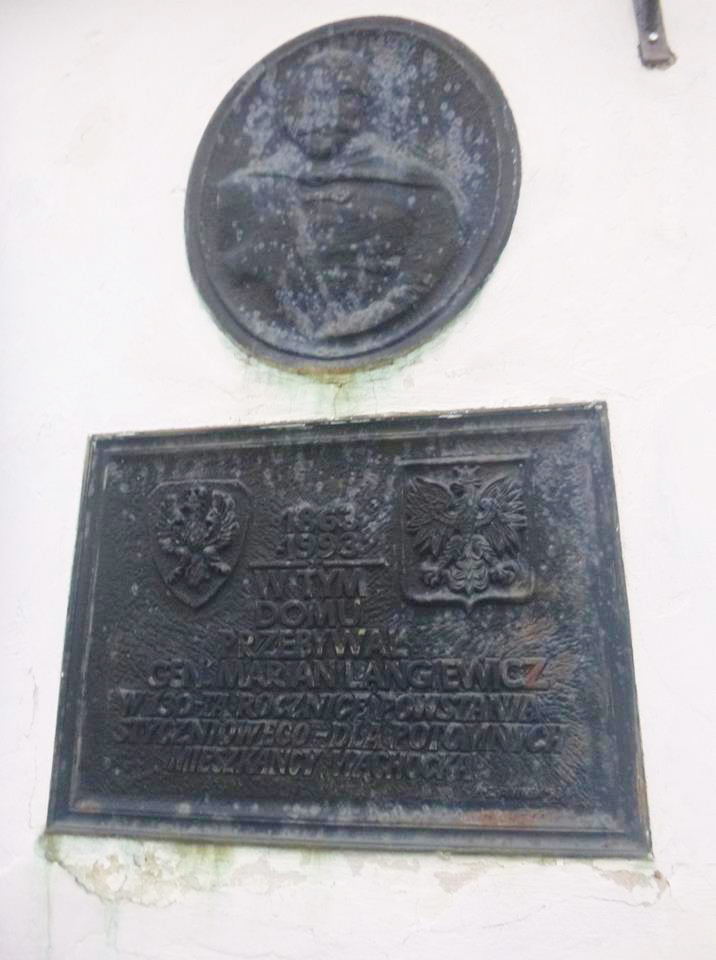 1863
1993
W TYM
DOMU
PRZEBYWAŁ
GEN. MARIAN LANGIEWICZ
W 130-TĄ ROCZNICĘ POWSTANIA
STYCZNIOWEGO - DLA POTOMNYCH
MIESZKAŃCY WĄCHOCKA